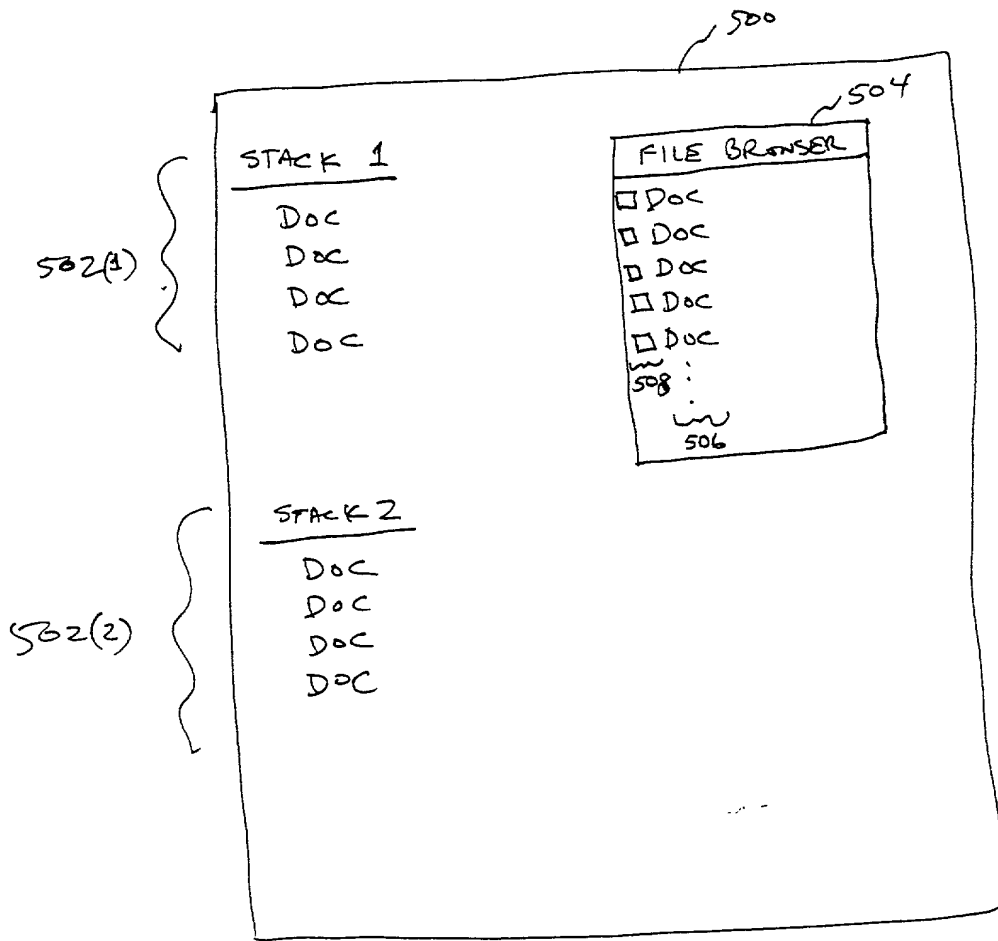 500
504
STACK 1
Doc
Doc
Doc
Doc
502(1)
FILE BROWSER
Doc
Doc
Doc
Doc
Doc
508
506
STACK 2
Doc
Doc
Doc
Doc
502(2)